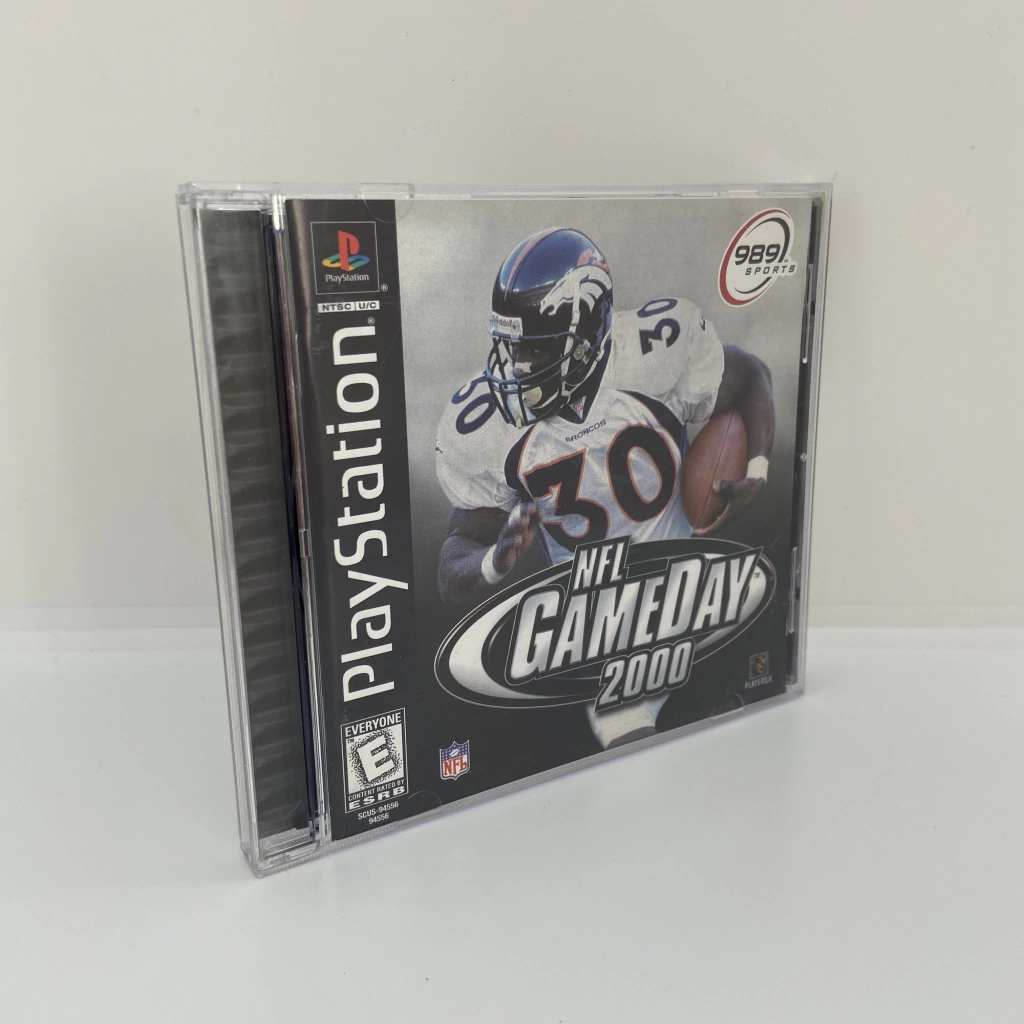 PlayStation
NTSC U/C
PlayStation®
EVERYONE
E
CONTENT RATED BY
ESRB
SCUS-94556
94556
989
SPORTS
Riddell
30
30
BRONCOS
30
NFL
GAMEDAY
2000
NFL
PLAYERS